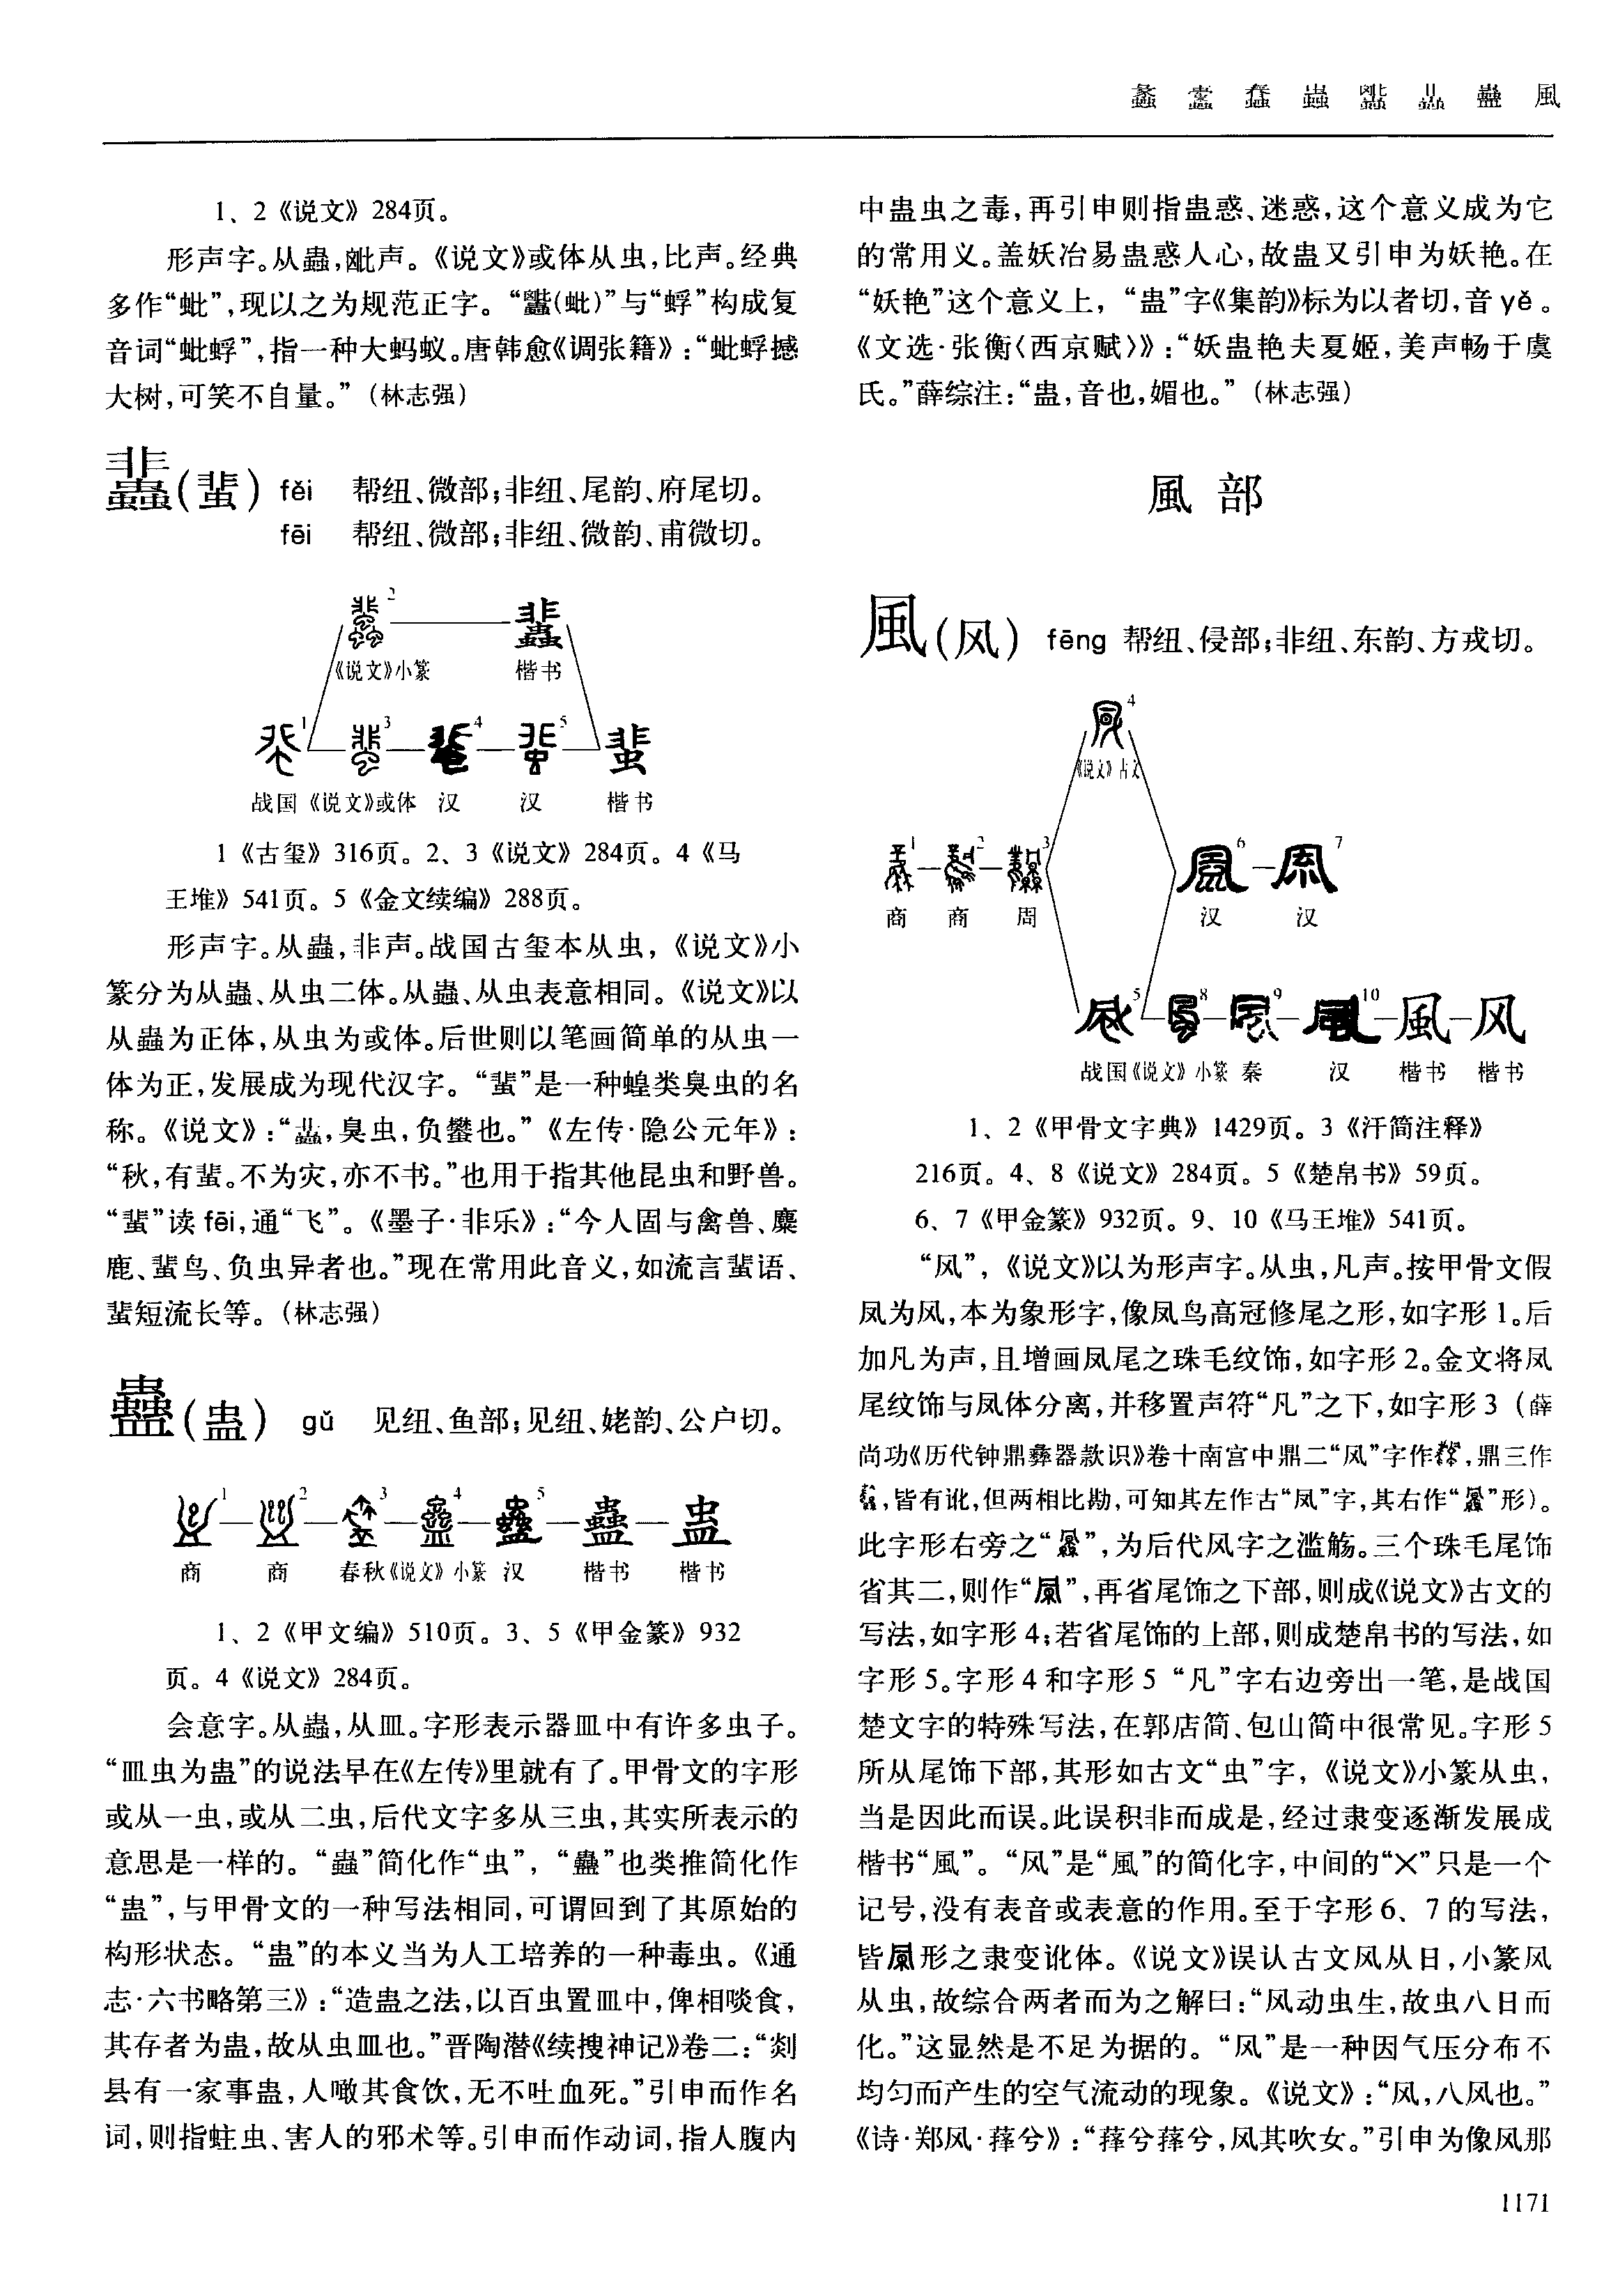 蠡 蠹 蠢 蟲 蠶 蠱 風
1、2《说文》284页。
形声字。从蟲,毗声。《说文》或体从虫,比声。经典
多作“蚍”,现以之为规范正字。“(蚍)”与“蜉”构成复
音词“蚍蜉”,指一种大蚂蚁。唐韩愈《调张籍》:“蚍蜉撼
大树,可笑不自量。”(林志强)
(蜚) fěi 帮纽、微部;非纽、尾韵、府尾切。
fēi 帮纽、微部;非纽、微韵、甫微切。
2
《说文》小篆 楷书
1 3 4 5 蜚
战国 《说文》或体 汉 汉 楷书
1《古玺》316页。2、3《说文》284页。4《马
王堆》541页。5《金文续编》288页。
形声字。从蟲,非声。战国古玺本从虫,《说文》小
篆分为从蟲、从虫二体。从蟲、从虫表意相同。《说文》以
从蟲为正体,从虫为或体。后世则以笔画简单的从虫一
体为正,发展成为现代汉字。“蜚”是一种蝗类臭虫的名
称。《说文》:“,臭虫,负蠜也。”《左传·隐公元年》:
“秋,有蜚。不为灾,亦不书。”也用于指其他昆虫和野兽。
“蜚”读 fēi,通“飞”。《墨子·非乐》:“今人固与禽兽、麋
鹿、蜚鸟、负虫异者也。”现在常用此音义,如流言蜚语、
蜚短流长等。(林志强)
蠱(蛊) gǔ 见纽、鱼部;见纽、姥韵、公户切。
1 2 3 4 5 蠱 蛊
商 商 春秋《说文》小篆 汉 楷书 楷书
1、2《甲文编》510页。3、5《甲金篆》932
页。4《说文》284页。
会意字。从蟲,从皿。字形表示器皿中有许多虫子。
“皿虫为蛊”的说法早在《左传》里就有了。甲骨文的字形
或从一虫,或从二虫,后代文字多从三虫,其实所表示的
意思是一样的。“蟲”简化作“虫”,“蠱”也类推简化作
“蛊”,与甲骨文的一种写法相同,可谓回到了其原始的
构形状态。“蛊”的本义当为人工培养的一种毒虫。《通
志·六书略第三》:“造蛊之法,以百虫置皿中,俾相啖食,
其存者为蛊,故从虫皿也。”晋陶潜《续搜神记》卷二:“剡
县有一家事蛊,人噉其食饮,无不吐血死。”引申而作名
词,则指蛀虫、害人的邪术等。引申而作动词,指人腹内
中蛊虫之毒,再引申则指蛊惑、迷惑,这个意义成为它
的常用义。盖妖冶易蛊惑人心,故蛊又引申为妖艳。在
“妖艳”这个意义上,“蛊”字《集韵》标为以者切,音 yě。
《文选·张衡〈西京赋〉》:“妖蛊艳夫夏姬,美声畅于虞
氏。”薛综注:“蛊,音也,媚也。”(林志强)
風 部
風(风) fēng 帮纽、侵部;非纽、东韵、方戎切。
4
《说文》古文
1 2 3 6 7
商 商 周 汉 汉
5 8 9 10 風 风
战国《说文》小篆 秦 汉 楷书 楷书
1、2《甲骨文字典》1429页。3《汗简注释》
216页。4、8《说文》284页。5《楚帛书》59页。
6、7《甲金篆》932页。9、10《马王堆》541页。
“风”,《说文》以为形声字。从虫,凡声。按甲骨文假
凤为风,本为象形字,像凤鸟高冠修尾之形,如字形 1。后
加凡为声,且增画凤尾之珠毛纹饰,如字形 2。金文将凤
尾纹饰与凤体分离,并移置声符“凡”之下,如字形 3(薛
尚功《历代钟鼎彝器款识》卷十南宫中鼎二“风”字作,鼎三作
,皆有讹,但两相比勘,可知其左作古“凤”字,其右作“”形)。
此字形右旁之“”,为后代风字之滥觞。三个珠毛尾饰
省其二,则作“”,再省尾饰之下部,则成《说文》古文的
写法,如字形 4;若省尾饰的上部,则成楚帛书的写法,如
字形 5。字形 4 和字形 5 “凡”字右边旁出一笔,是战国
楚文字的特殊写法,在郭店简、包山简中很常见。字形 5
所从尾饰下部,其形如古文“虫”字,《说文》小篆从虫,
当是因此而误。此误积非而成是,经过隶变逐渐发展成
楷书“風”。“风”是“風”的简化字,中间的“×”只是一个
记号,没有表音或表意的作用。至于字形 6、7 的写法,
皆形之隶变讹体。《说文》误认古文风从日,小篆风
从虫,故综合两者而为之解曰:“风动虫生,故虫八日而
化。”这显然是不足为据的。“风”是一种因气压分布不
均匀而产生的空气流动的现象。《说文》:“风,八风也。”
《诗·郑风·萚兮》:“萚兮萚兮,风其吹女。”引申为像风那
1171